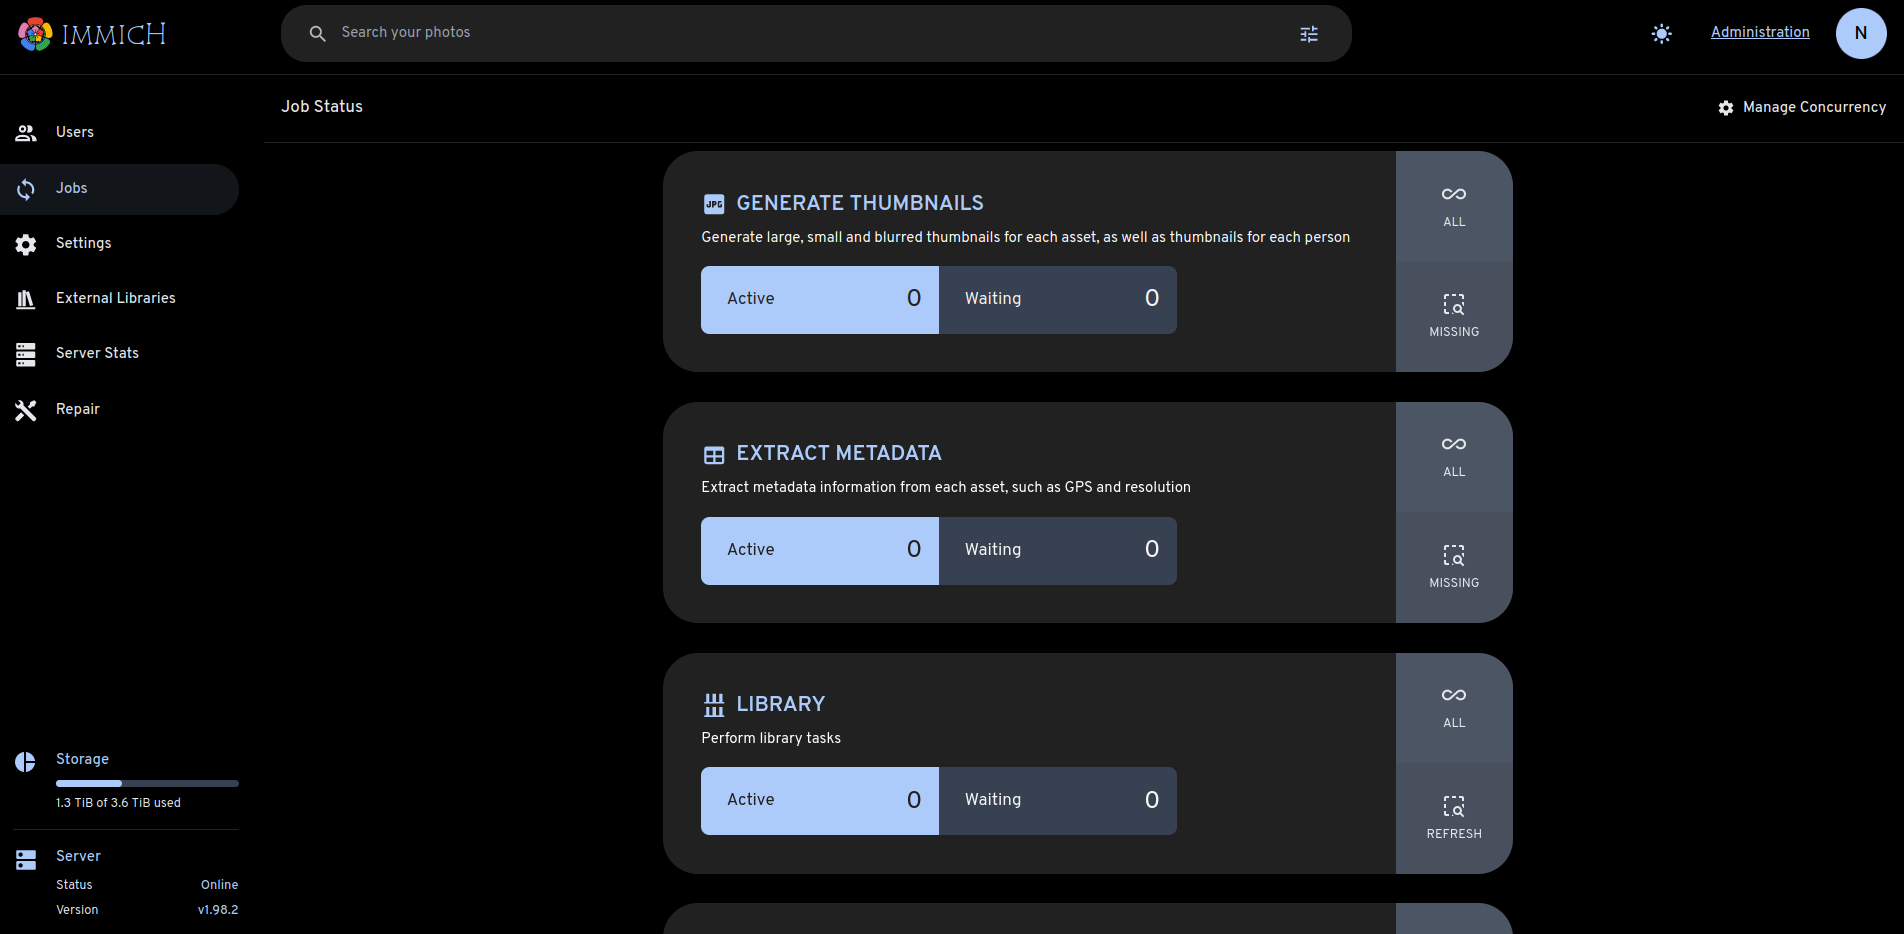 IMMICH
Search your photos
Administration
N
Users
Jobs
Settings
External Libraries
Server Stats
Repair
Storage
1.3 TiB of 3.6 TiB used
Server
Status Online
Version v1.98.2
Job Status
Manage Concurrency
JPG GENERATE THUMBNAILS
Generate large, small and blurred thumbnails for each asset, as well as thumbnails for each person
Active 0 Waiting 0
ALL
MISSING
EXTRACT METADATA
Extract metadata information from each asset, such as GPS and resolution
Active 0 Waiting 0
ALL
MISSING
LIBRARY
Perform library tasks
Active 0 Waiting 0
ALL
REFRESH